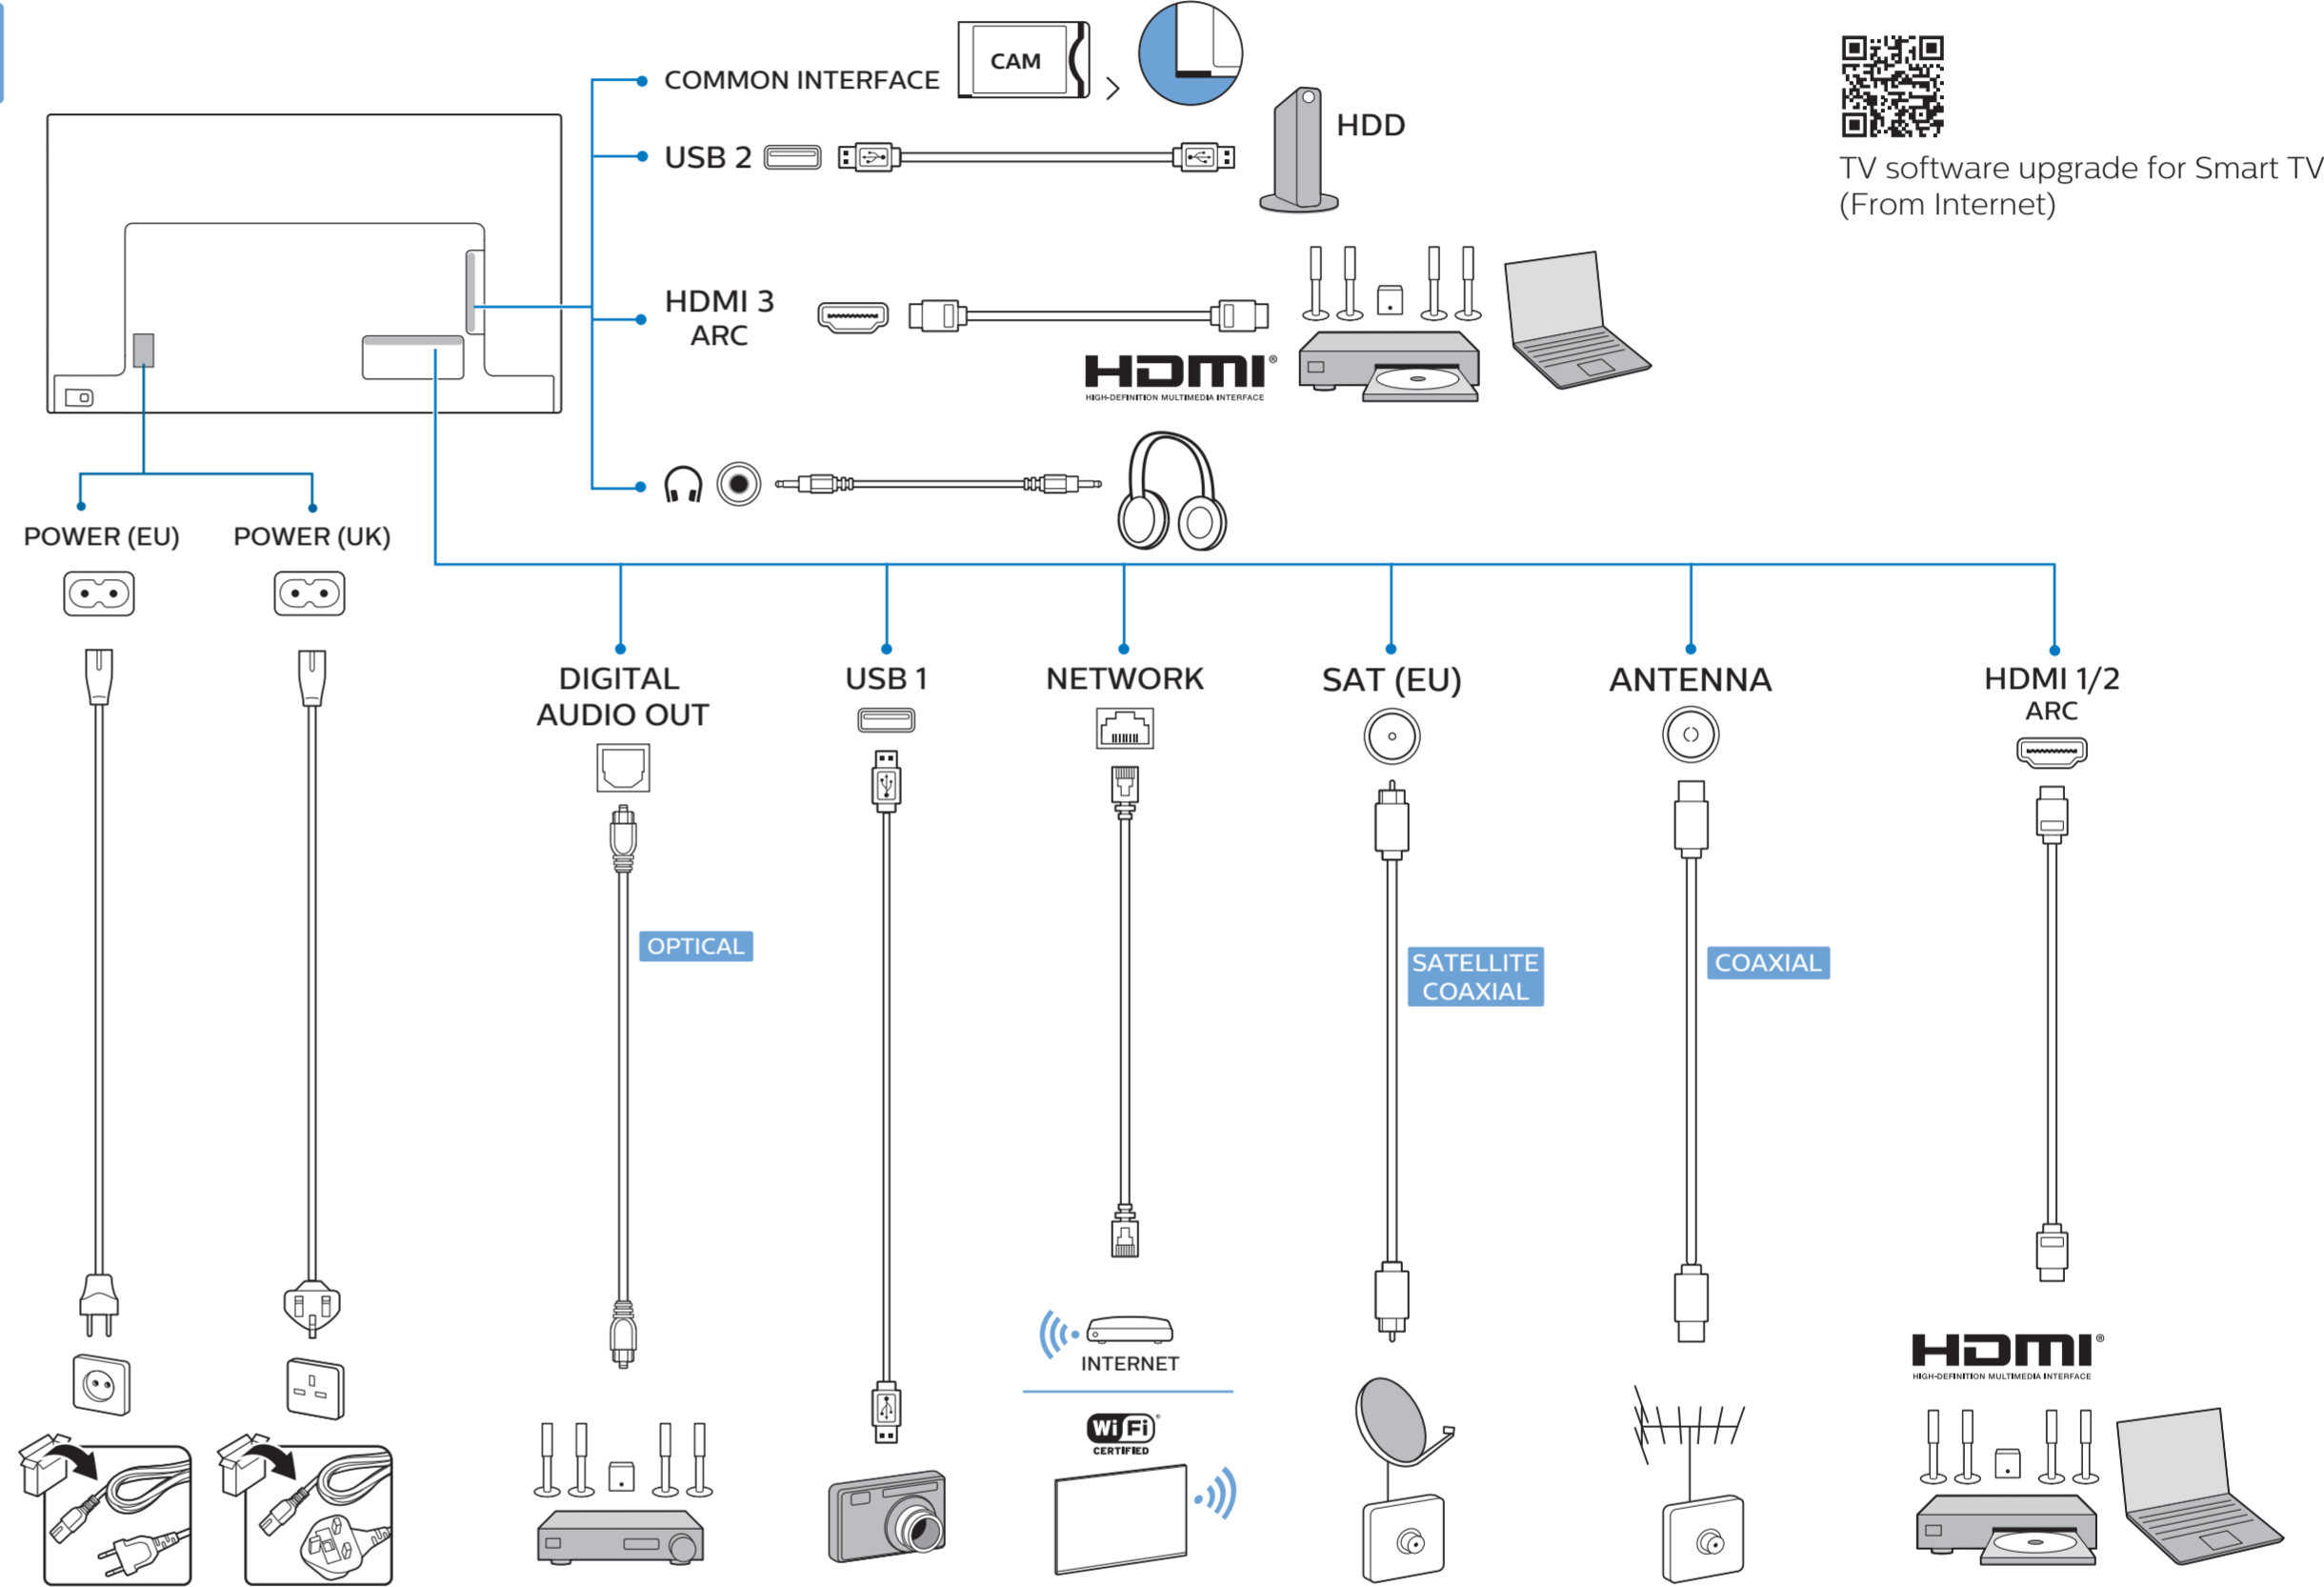 COMMON INTERFACE
CAM
USB 2
HDD
TV software upgrade for Smart TV
(From Internet)
HDMI 3
ARC
HDMI®
HIGH-DEFINITION MULTIMEDIA INTERFACE
POWER (EU)
POWER (UK)
DIGITAL
AUDIO OUT
USB 1
NETWORK
SAT (EU)
ANTENNA
HDMI 1/2
ARC
OPTICAL
SATELLITE
COAXIAL
COAXIAL
INTERNET
Wi Fi®
CERTIFIED
HDMI®
HIGH-DEFINITION MULTIMEDIA INTERFACE